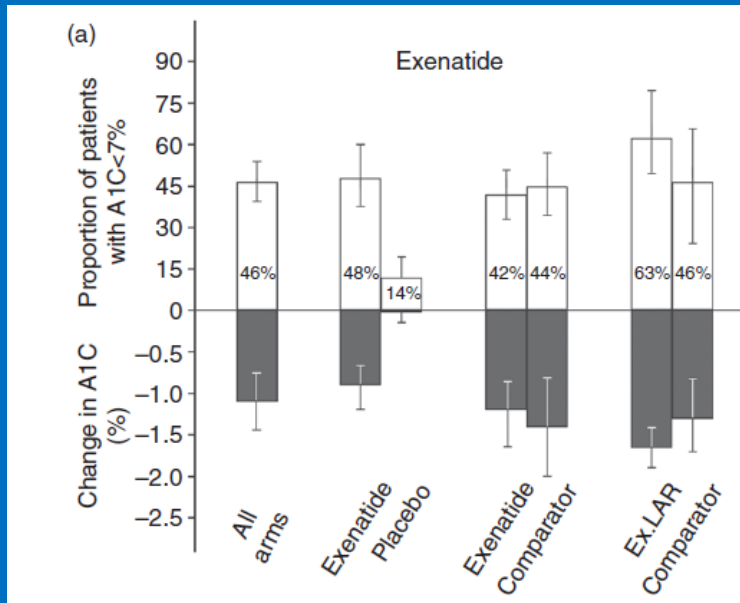 (a)
Exenatide
Proportion of patients
with A1C<7%
90
75
60
45
30
15
0
46%
48%
14%
42%
44%
63%
46%
Change in A1C
(%)
–0.5
–1.0
–1.5
–2.0
–2.5
All
arms
Exenatide
Placebo
Exenatide
Comparator
Ex.LAR
Comparator